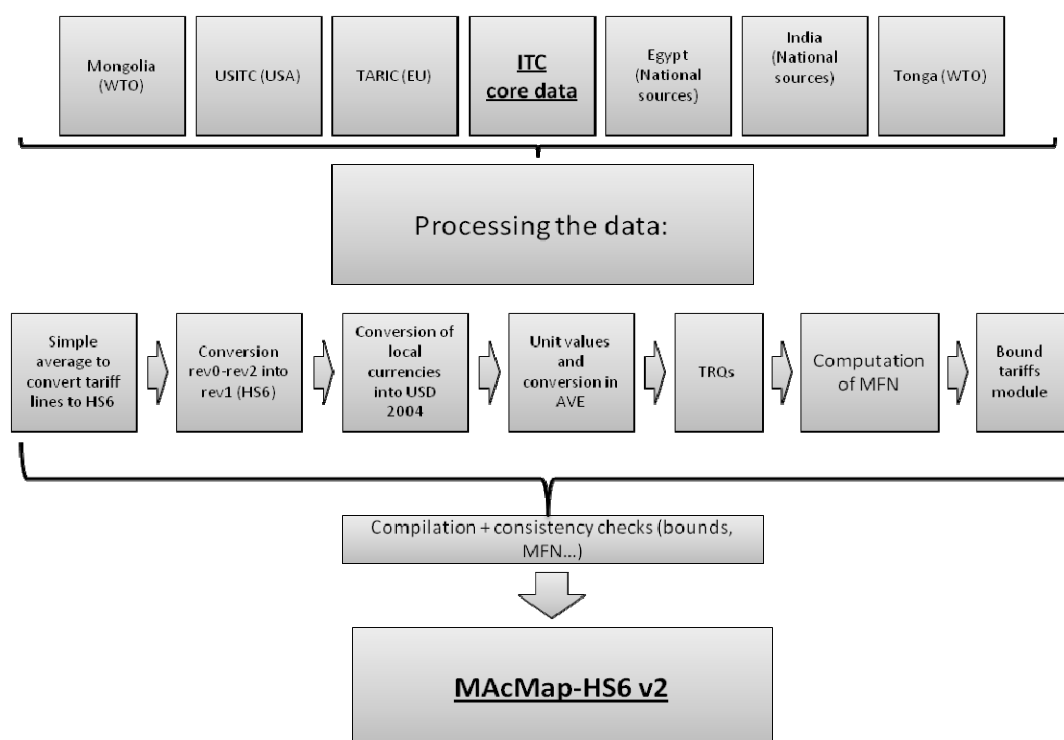 Mongolia
(WTO)
USITC (USA)
TARIC (EU)
ITC
core data
Egypt
(National
sources)
India
(National
sources)
Tonga (WTO)
Processing the data:
Simple
average to
convert tariff
lines to HS6
Conversion
rev0-rev2 into
rev1 (HS6)
Conversion of
local
currencies
into USD
2004
Unit values
and
conversion in
AVE
TRQs
Computation
of MFN
Bound
tariffs
module
Compilation + consistency checks (bounds,
MFN...)
MAcMap-HS6 v2